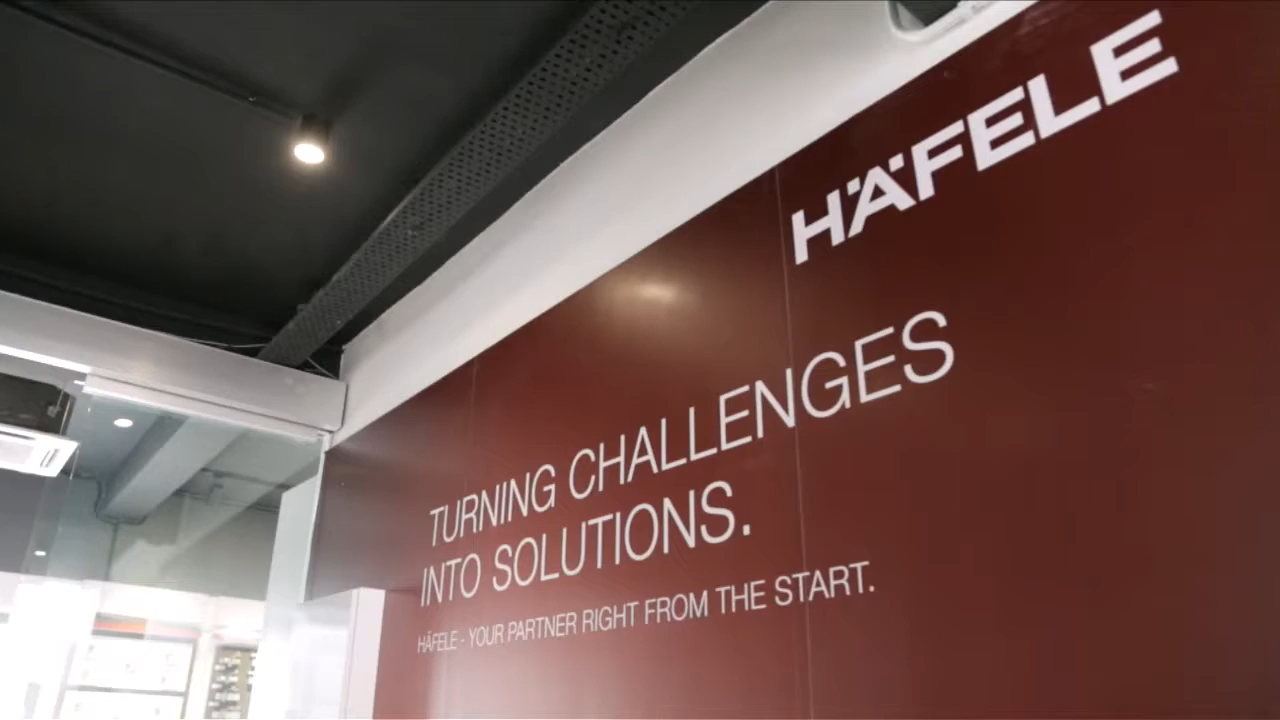 HÄFELE
TURNING CHALLENGES
INTO SOLUTIONS.
HÄFELE - YOUR PARTNER RIGHT FROM THE START.